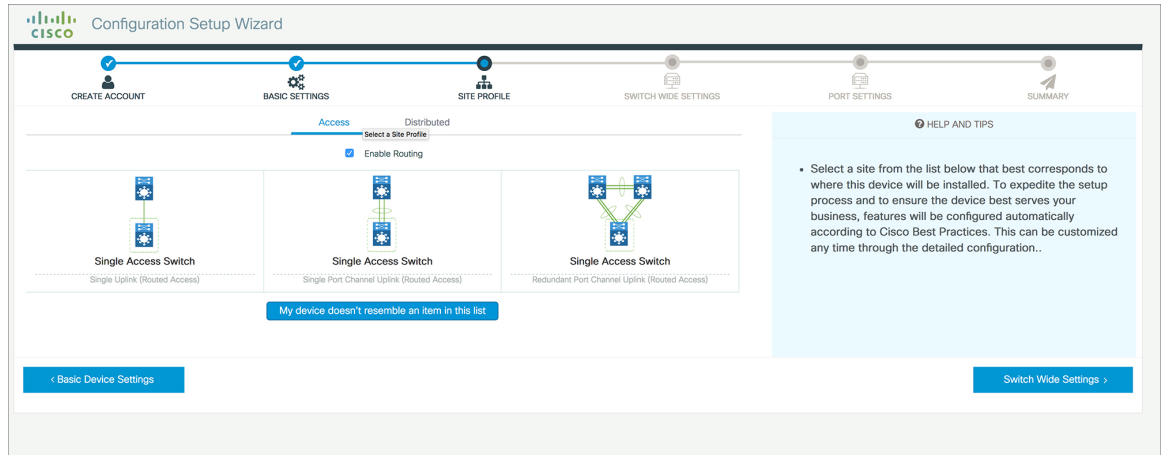 CISCO
Configuration Setup Wizard
CREATE ACCOUNT
BASIC SETTINGS
SITE PROFILE
SWITCH WIDE SETTINGS
PORT SETTINGS
SUMMARY
Access
Distributed
Select a Site Profile
Enable Routing
Single Access Switch
Single Uplink (Routed Access)
Single Access Switch
Single Port Channel Uplink (Routed Access)
Single Access Switch
Redundant Port Channel Uplink (Routed Access)
My device doesn't resemble an item in this list
HELP AND TIPS
• Select a site from the list below that best corresponds to
where this device will be installed. To expedite the setup
process and to ensure the device best serves your
business, features will be configured automatically
according to Cisco Best Practices. This can be customized
any time through the detailed configuration..
‹ Basic Device Settings
Switch Wide Settings ›